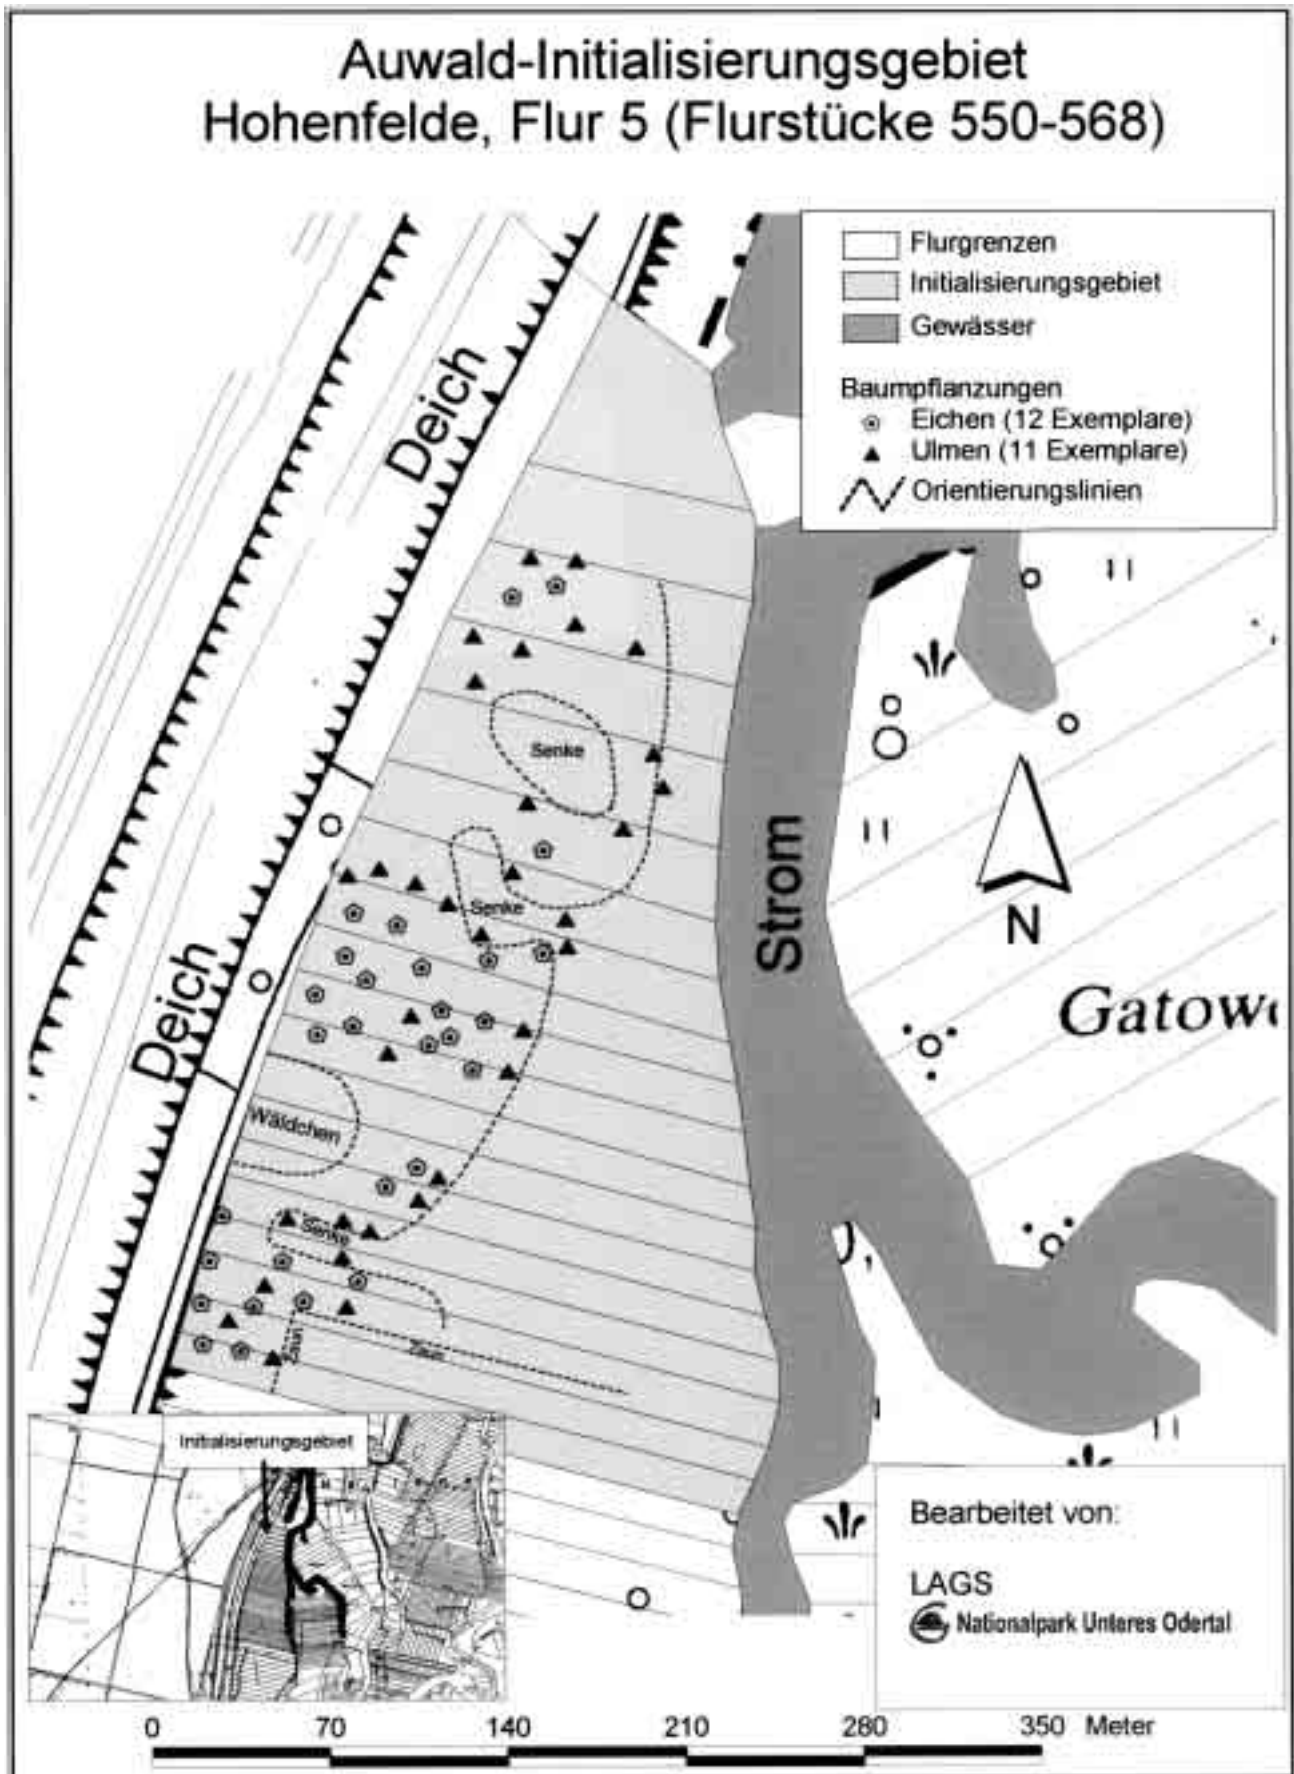 Auwald-Initialisierungsgebiet
Hohenfelde, Flur 5 (Flurstücke 550-568)
Flurgrenzen
Initialisierungsgebiet
Gewässer
Baumpflanzungen
Eichen (12 Exemplare)
Ulmen (11 Exemplare)
Orientierungslinien
Deich
Senke
Strom
Senke
N
Deich
Gatow
Wäldchen
Senke
Zaun
Zaun
Initialisierungsgebiet
Bearbeitet von:
LAGS
Nationalpark Unteres Odertal
0 70 140 210 280 350 Meter